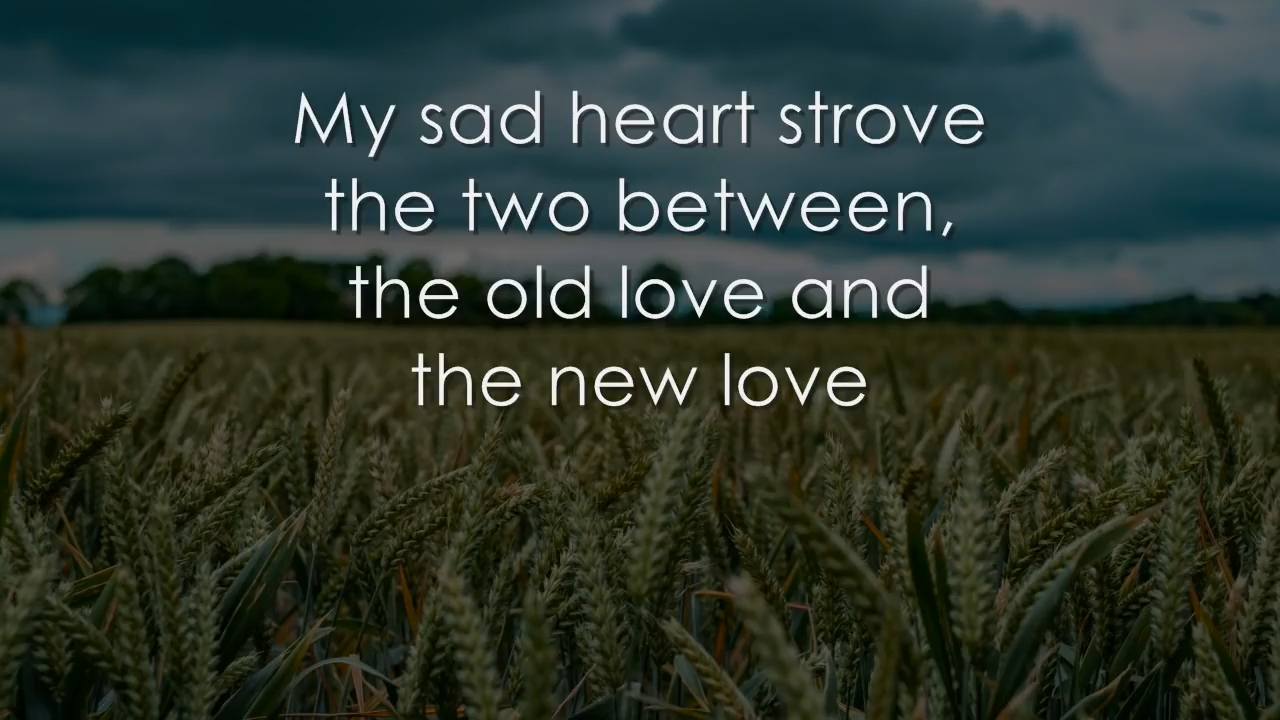 My sad heart strove
the two between,
the old love and
the new love